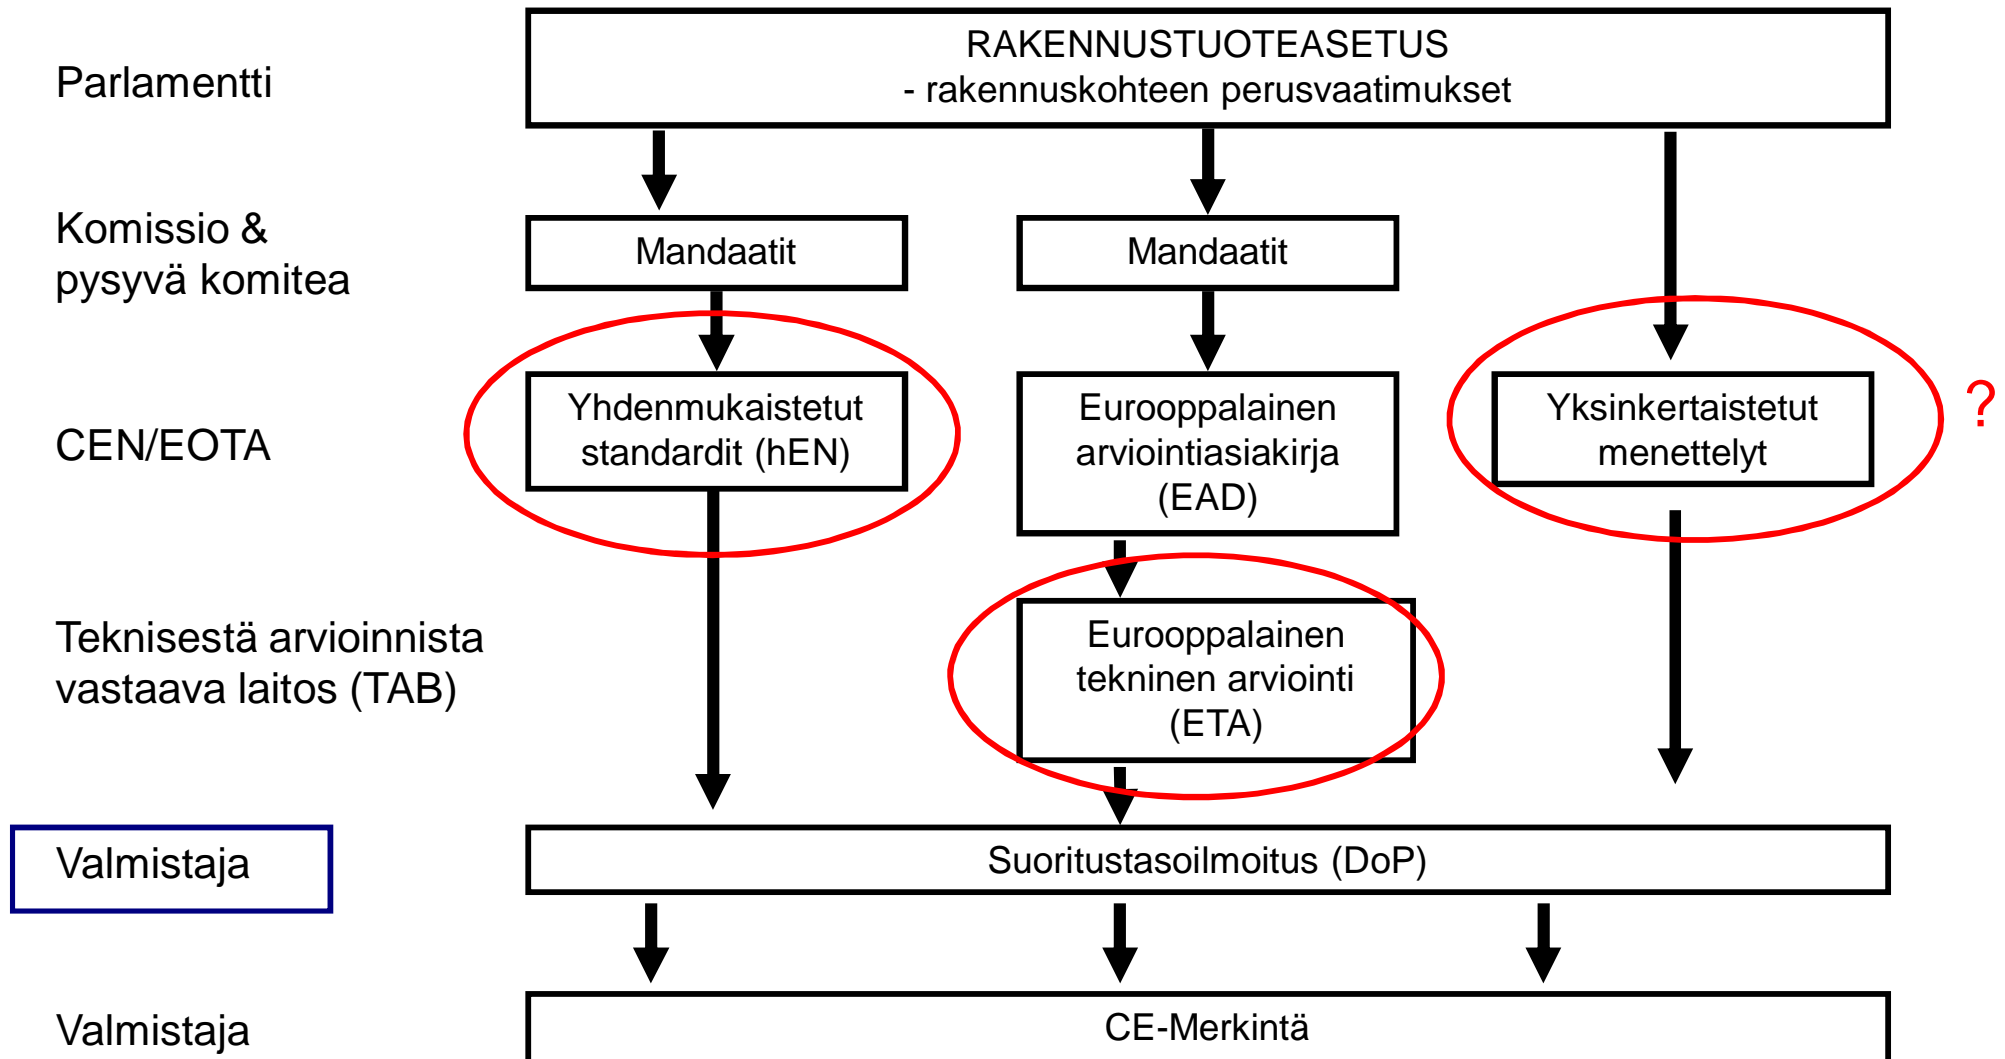 RAKENNUSTUOTEASETUS
- rakennuskohteen perusvaatimukset
Parlamentti
Komissio &
pysyvä komitea
Mandaatit
Mandaatit
CEN/EOTA
Yhdenmukaistetut
standardit (hEN)
Eurooppalainen
arviointiasiakirja
(EAD)
Yksinkertaistetut
menettelyt
?
Teknisestä arvioinnista
vastaava laitos (TAB)
Eurooppalainen
tekninen arviointi
(ETA)
Valmistaja
Suoritustasoilmoitus (DoP)
Valmistaja
CE-Merkintä